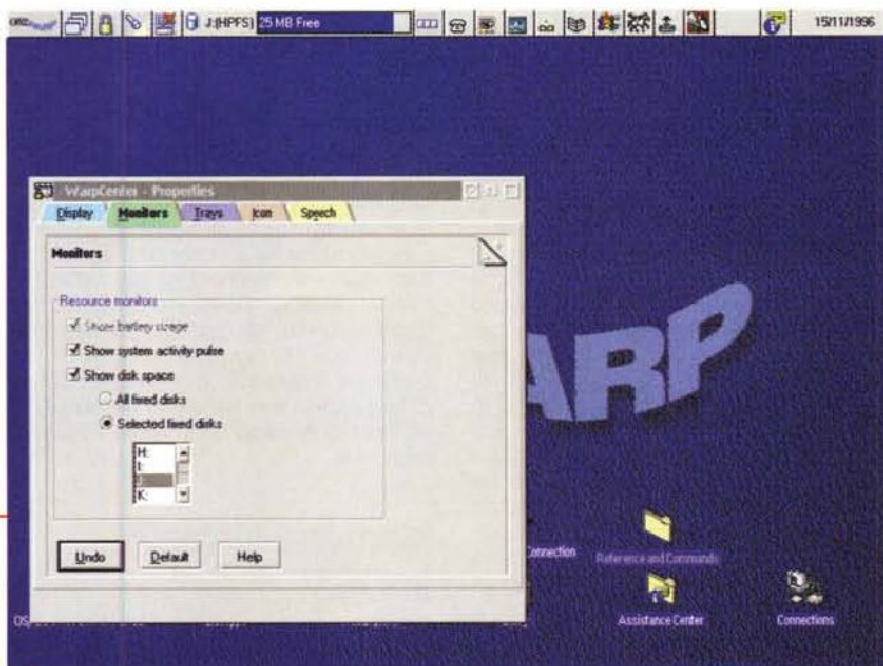 J:(HPFS) 25 MB Free 15/11/1996
WarpCenter - Properties
Display Monitors Trays Icon Speech
Monitors
Resource monitors
Show battery usage
Show system activity pulse
Show disk space
All fixed disks
Selected fixed disks
H:
I:
J:
K:
Undo Default Help
ARP
Connection
Reference and Commands
Assistance Center
Connections